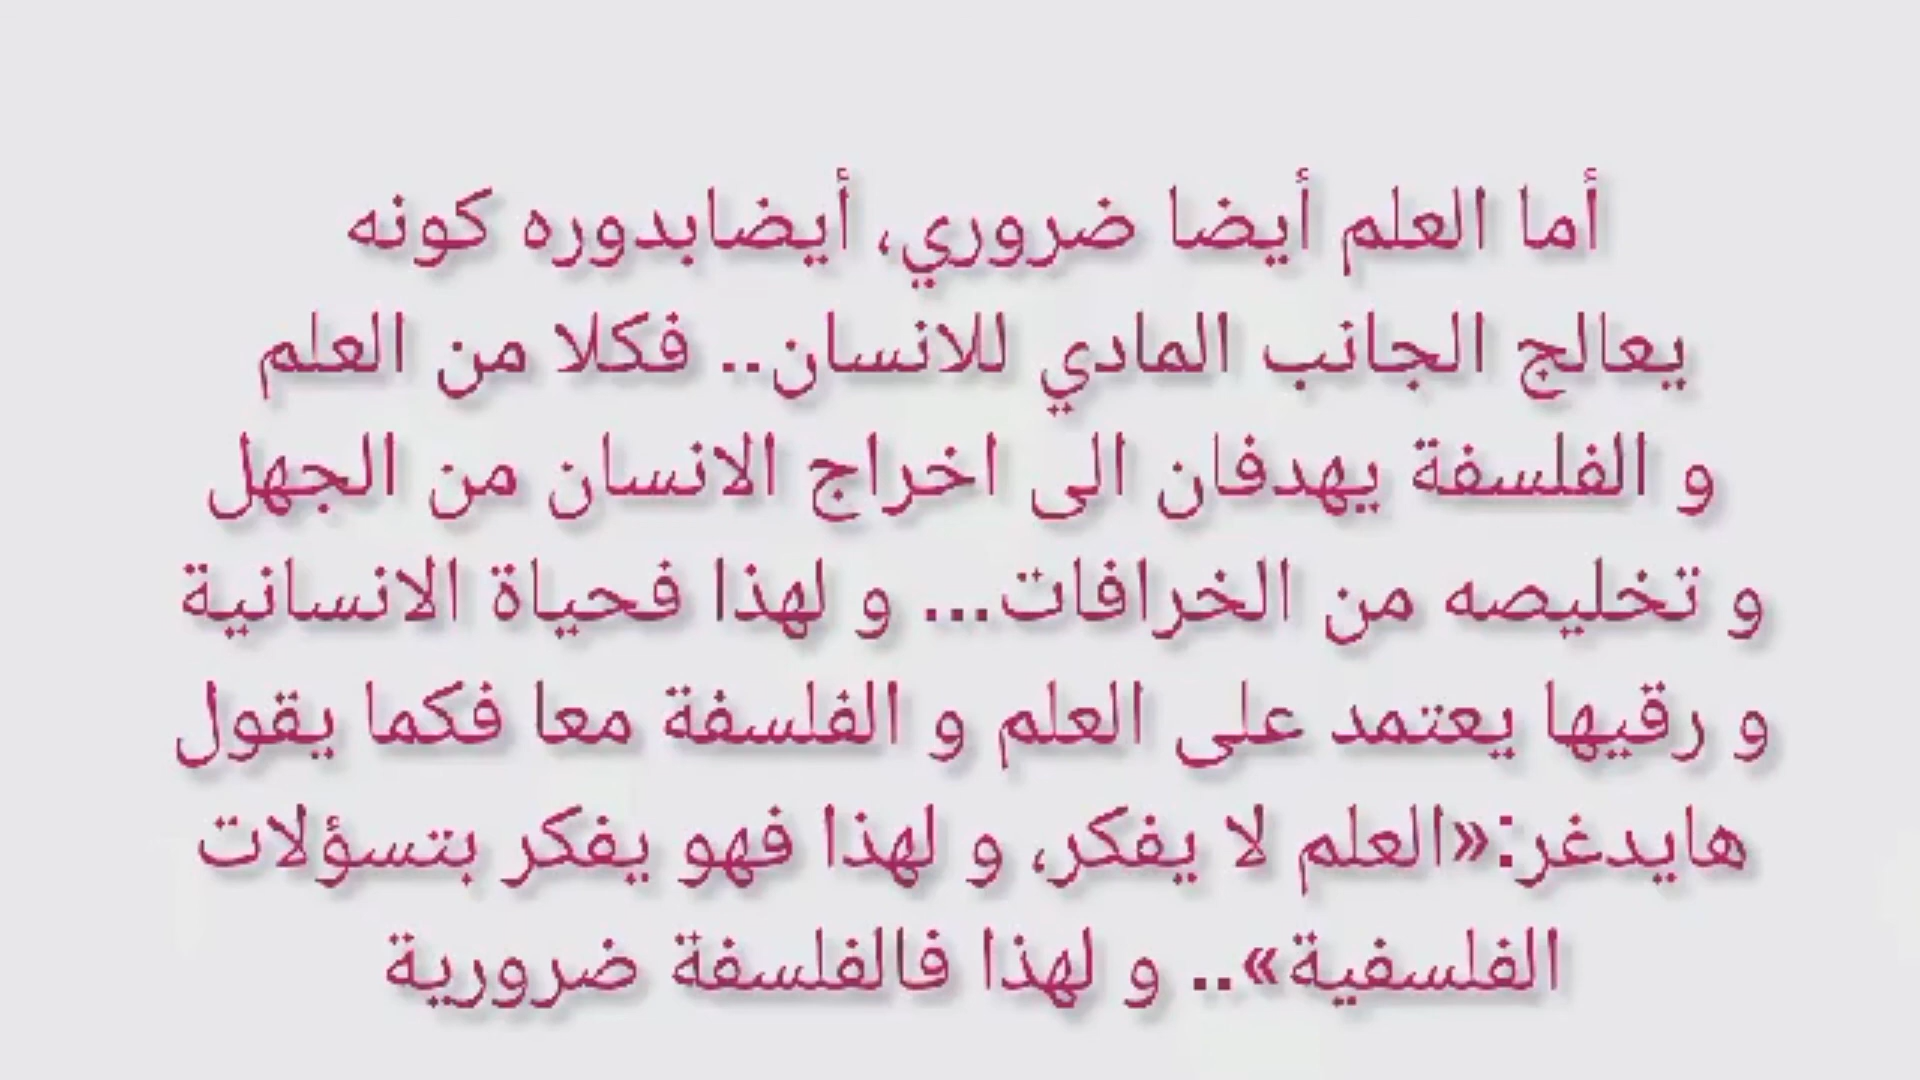 أما العلم أيضا ضروري، أيضابدوره كونه
يعالج الجانب المادي للانسان.. فكلا من العلم
و الفلسفة يهدفان الى اخراج الانسان من الجهل
و تخليصه من الخرافات... و لهذا فحياة الانسانية
و رقيها يعتمد على العلم و الفلسفة معا فكما يقول
هايدغر:«العلم لا يفكر، و لهذا فهو يفكر بتسؤلات
الفلسفية».. و لهذا فالفلسفة ضرورية